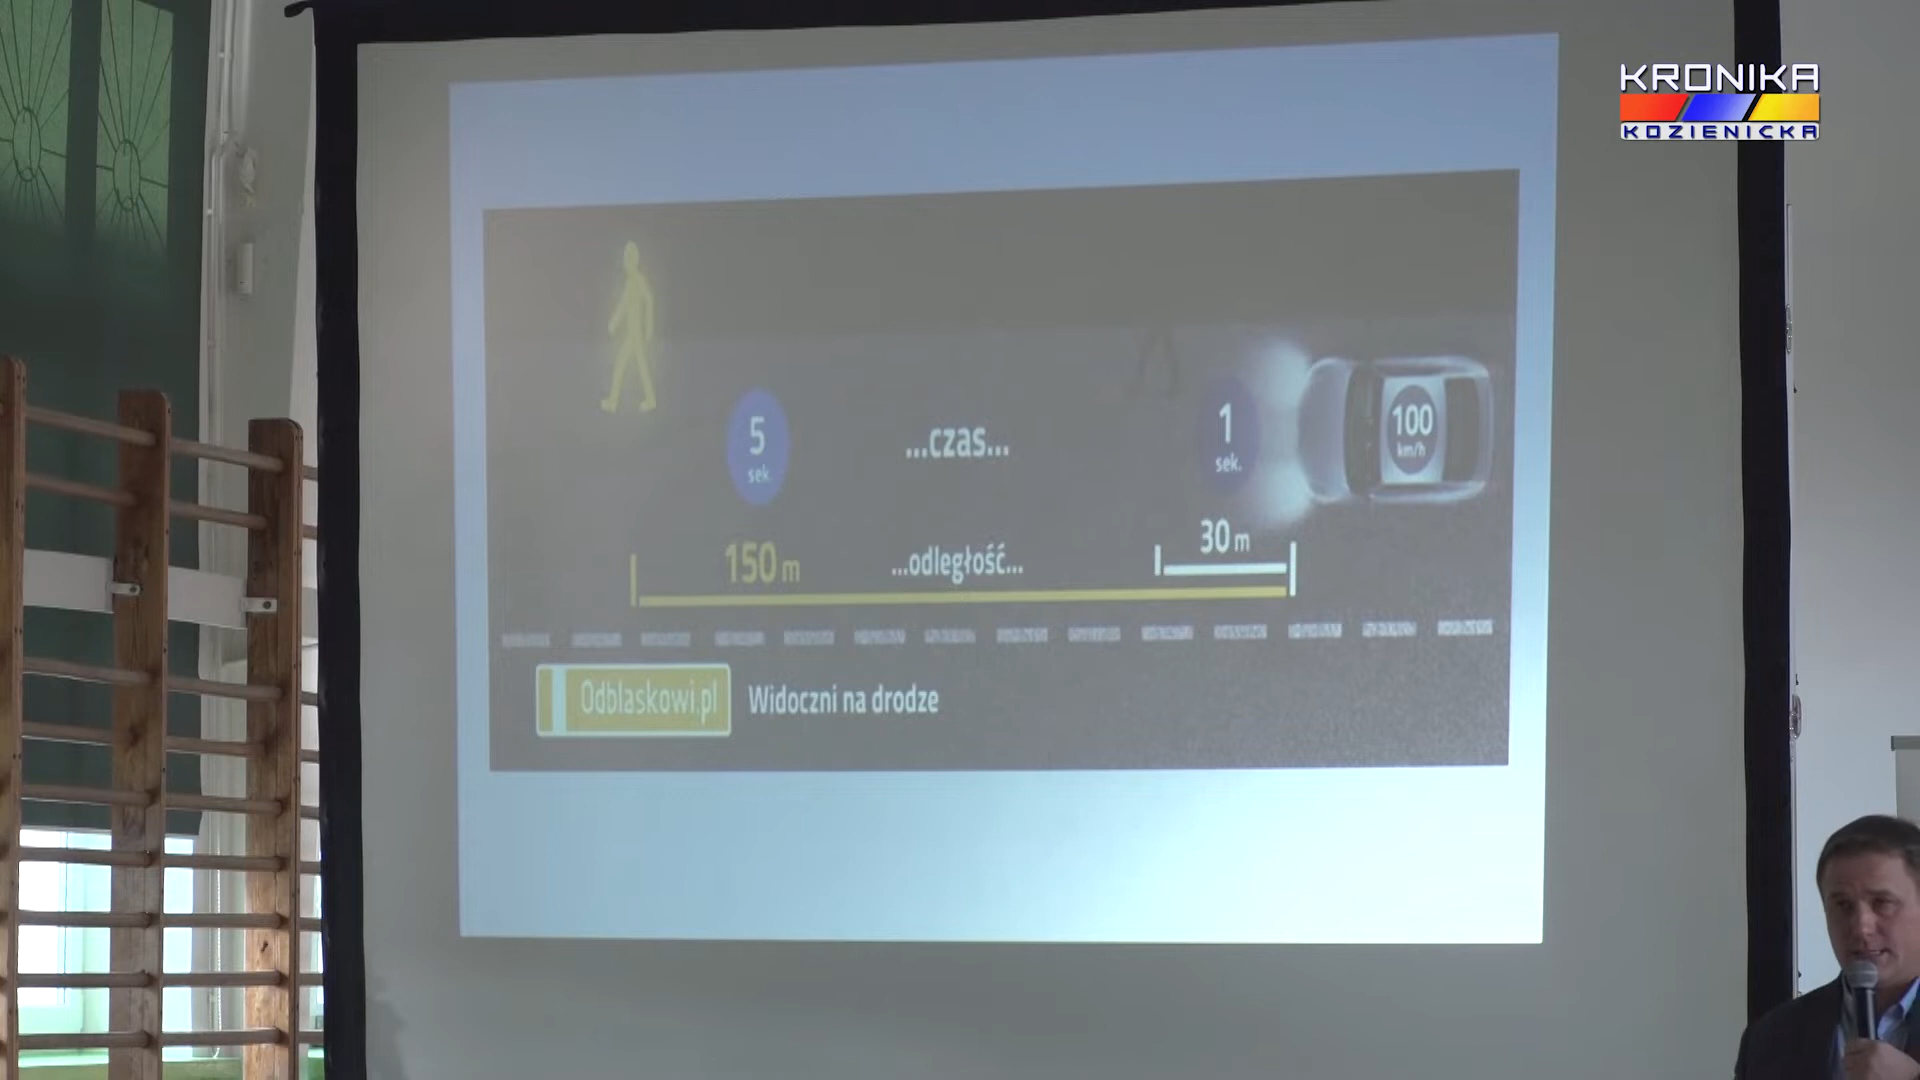 KRONIKA
KOZIENICKA
5
sek.
...czas...
1
sek.
100
km/h
150 m
...odległość...
30 m
Odblaskowi.pl
Widoczni na drodze